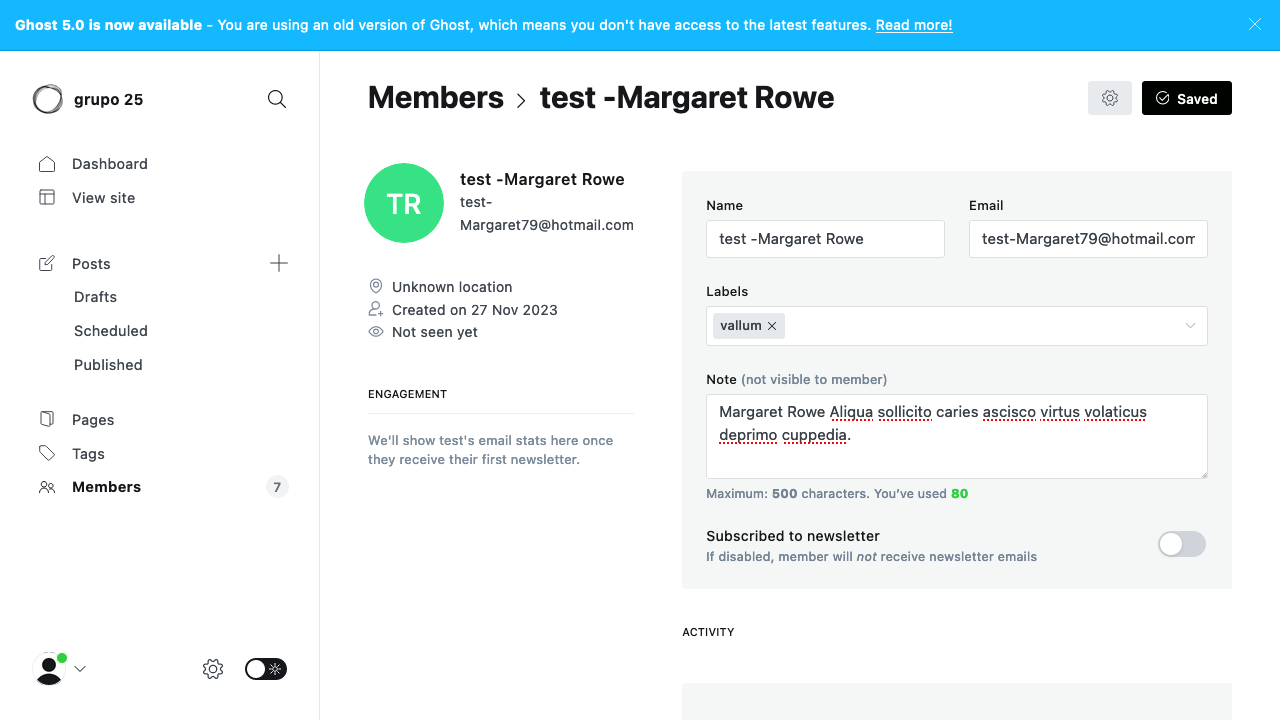 Ghost 5.0 is now available - You are using an old version of Ghost, which means you don't have access to the latest features. Read more!
grupo 25
Dashboard
View site
Posts
Drafts
Scheduled
Published
Pages
Tags
Members
7
Members > test -Margaret Rowe
Saved
TR
test -Margaret Rowe
test-
Margaret79@hotmail.com
Unknown location
Created on 27 Nov 2023
Not seen yet
ENGAGEMENT
We'll show test's email stats here once
they receive their first newsletter.
Name
test -Margaret Rowe
Email
test-Margaret79@hotmail.com
Labels
vallum
Note (not visible to member)
Margaret Rowe Aliqua sollicito caries ascisco virtus volaticus
deprimo cuppedia.
Maximum: 500 characters. You've used 80
Subscribed to newsletter
If disabled, member will not receive newsletter emails
ACTIVITY